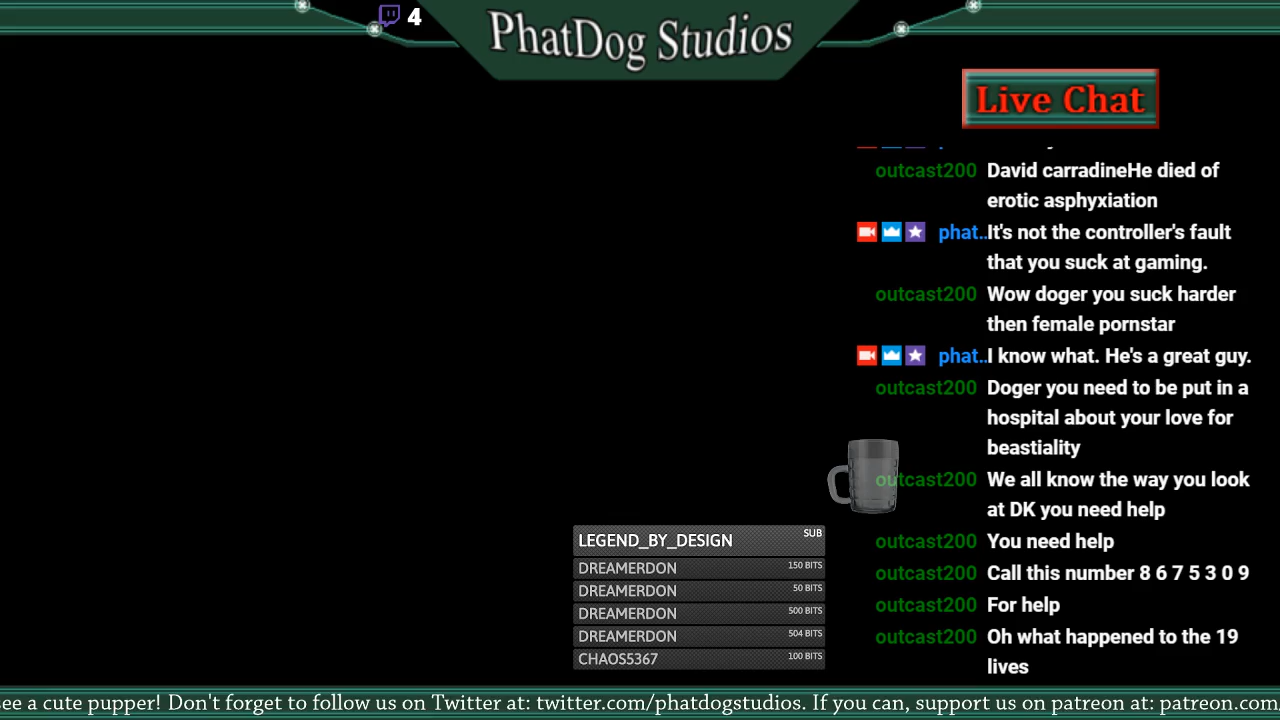 4
PhatDog Studios
Live Chat
outcast200 David carradineHe died of
erotic asphyxiation
phat.. It's not the controller's fault
that you suck at gaming.
outcast200 Wow doger you suck harder
then female pornstar
phat.. I know what. He's a great guy.
outcast200 Doger you need to be put in a
hospital about your love for
beastiality
outcast200 We all know the way you look
at DK you need help
outcast200 You need help
outcast200 Call this number 8 6 7 5 3 0 9
outcast200 For help
outcast200 Oh what happened to the 19
lives
LEGEND_BY_DESIGN SUB
DREAMERDON 150 BITS
DREAMERDON 50 BITS
DREAMERDON 500 BITS
DREAMERDON 504 BITS
CHAOS5367 100 BITS
ee a cute pupper! Don't forget to follow us on Twitter at: twitter.com/phatdogstudios. If you can, support us on patreon at: patreon.com